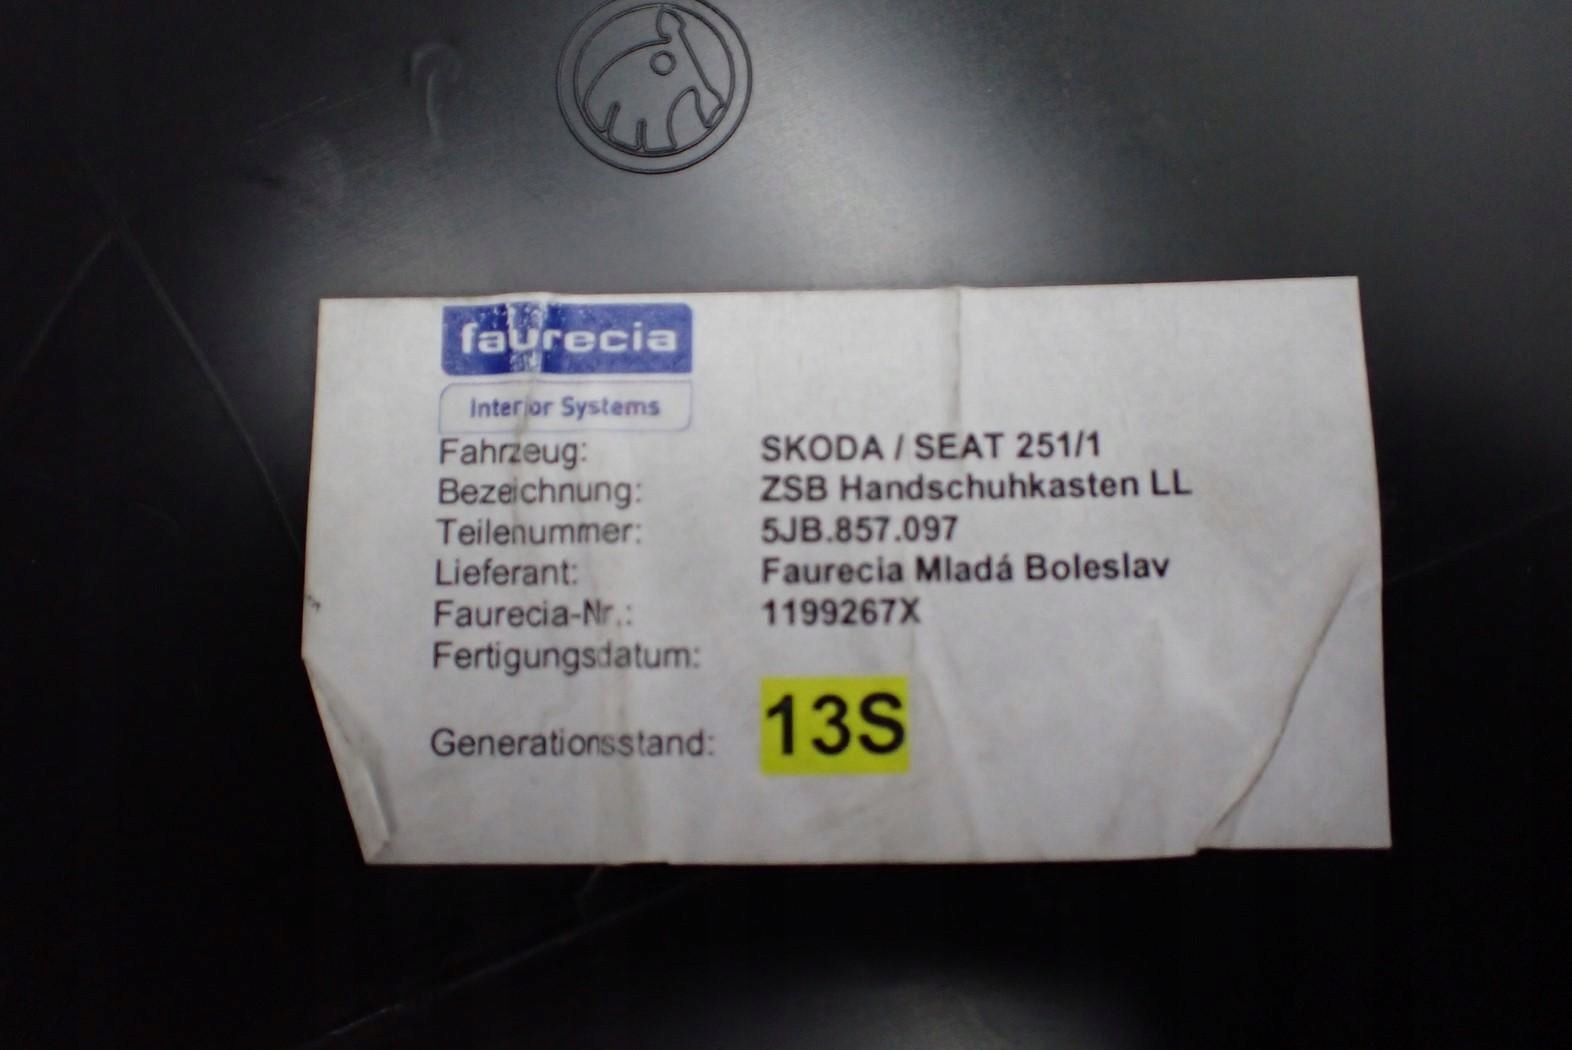 faurecia
Interior Systems
Fahrzeug: SKODA / SEAT 251/1
Bezeichnung: ZSB Handschuhkasten LL
Teilenummer: 5JB.857.097
Lieferant: Faurecia Mladá Boleslav
Faurecia-Nr.: 1199267X
Fertigungsdatum:
Generationsstand: 13S